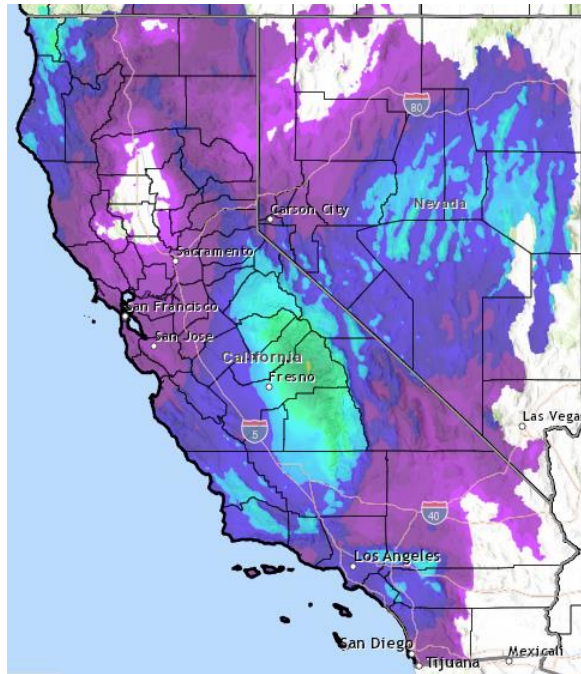 80
Nevada
Carson City
Sacramento
San Francisco
San Jose
California
Fresno
Las Vega
5
40
Los Angeles
San Diego
Tijuana
Mexicali